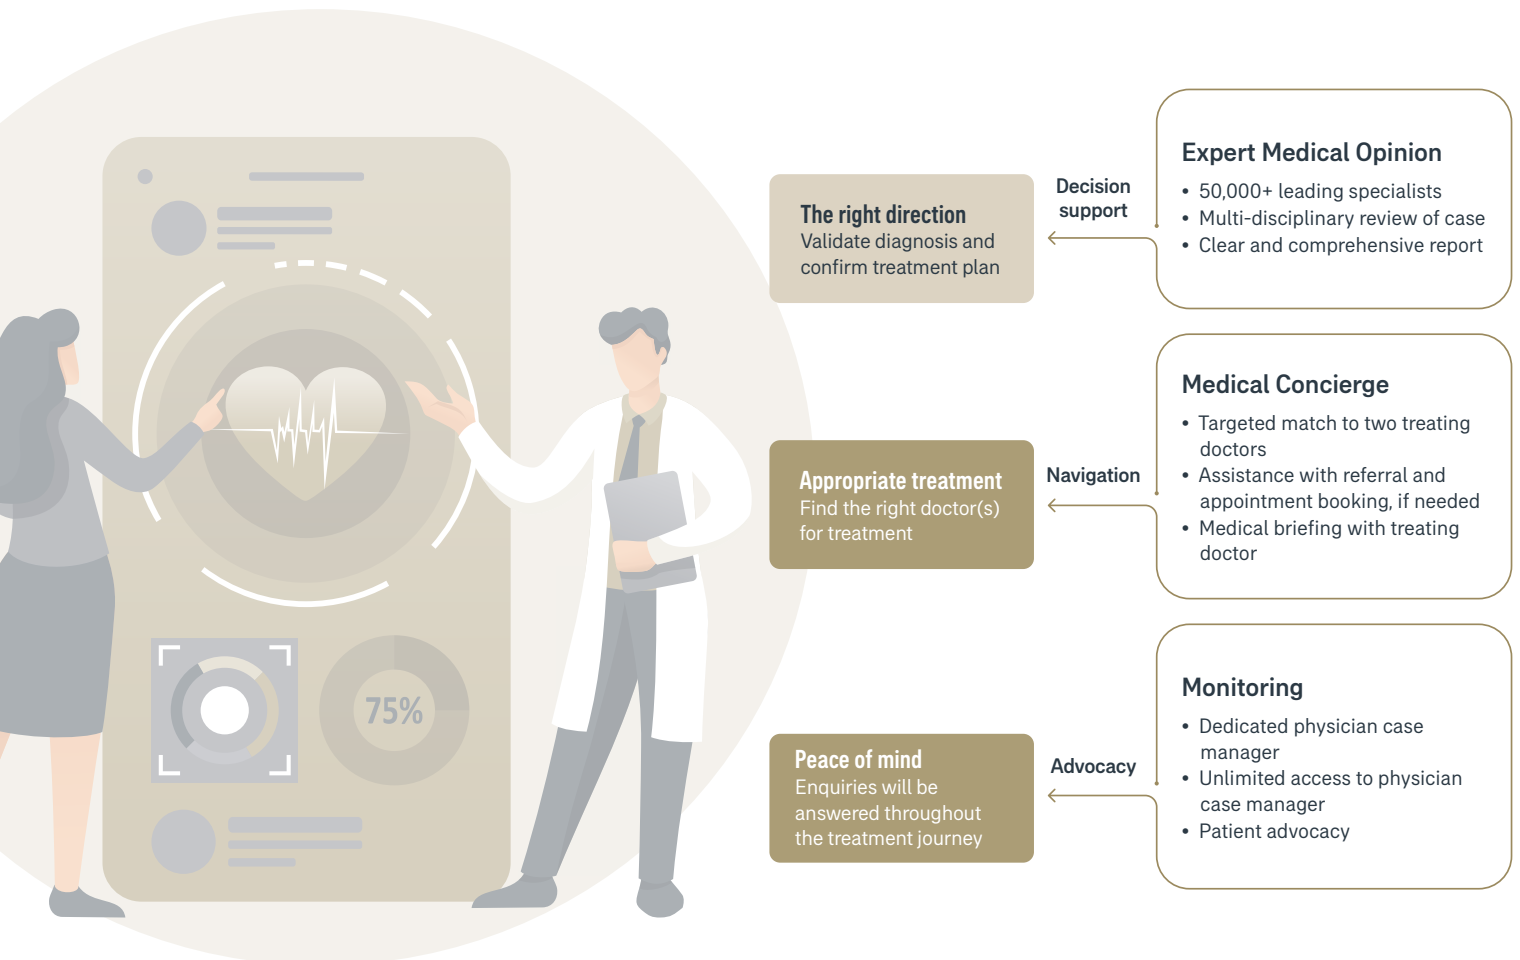 75%
The right direction
Validate diagnosis and
confirm treatment plan
Decision
support
Expert Medical Opinion
• 50,000+ leading specialists
• Multi-disciplinary review of case
• Clear and comprehensive report
Appropriate treatment
Find the right doctor(s)
for treatment
Navigation
Medical Concierge
• Targeted match to two treating
doctors
• Assistance with referral and
appointment booking, if needed
• Medical briefing with treating
doctor
Peace of mind
Enquiries will be
answered throughout
the treatment journey
Advocacy
Monitoring
• Dedicated physician case
manager
• Unlimited access to physician
case manager
• Patient advocacy